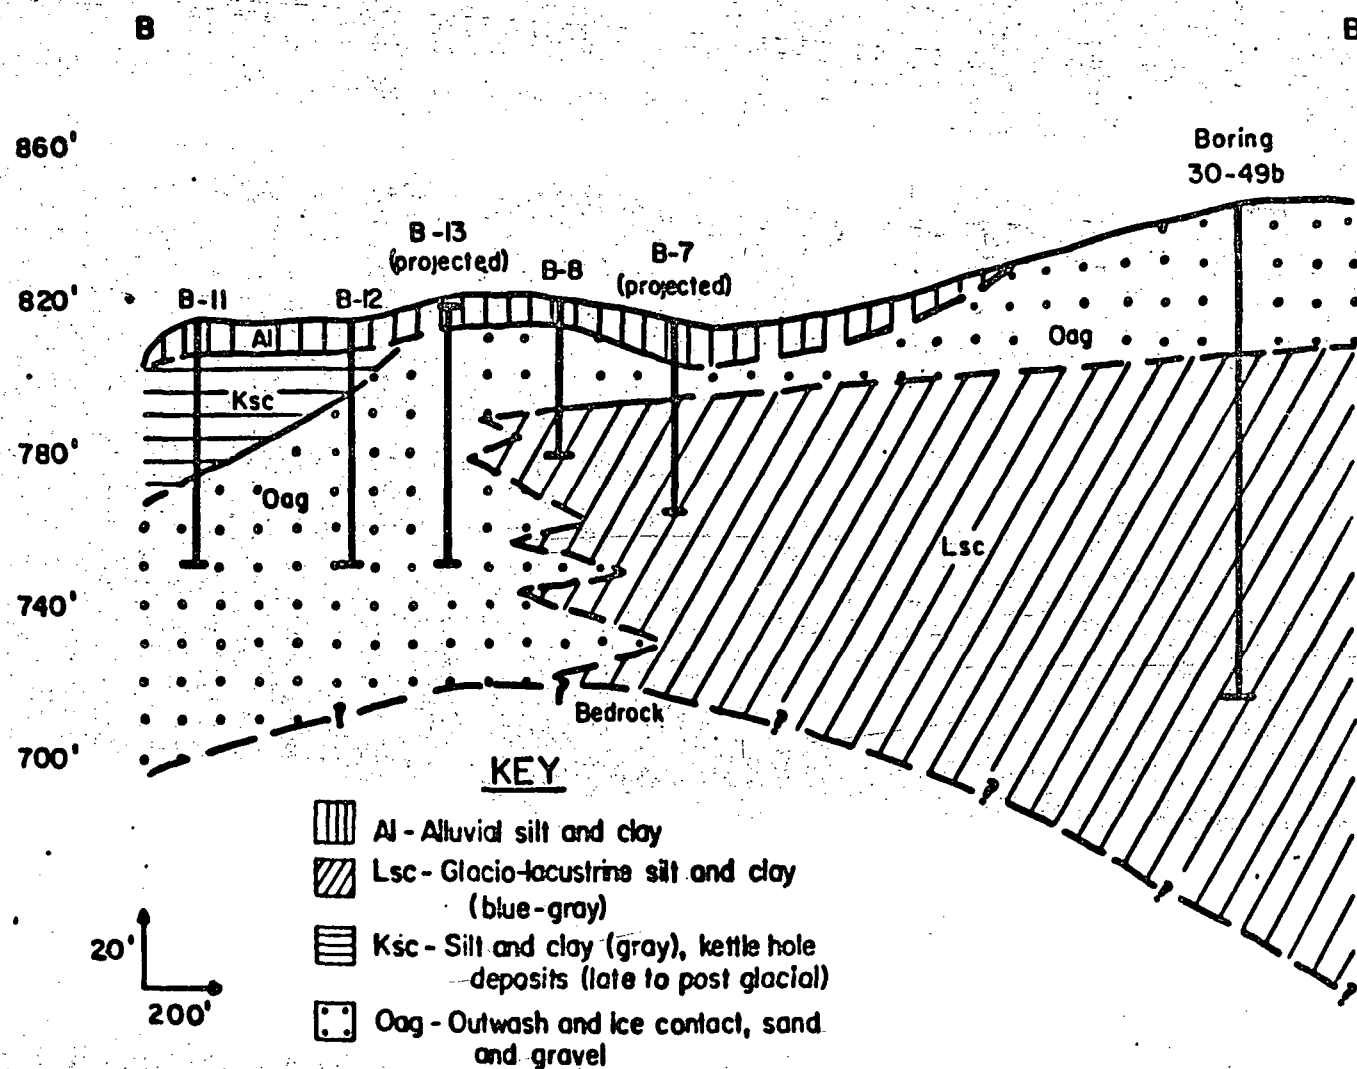 B B
860'
Boring
30-49b
B-13
(projected)
B-8
B-7
(projected)
820'
B-11
B-12
Al
Oag
Ksc
780'
Oag
Lsc
740'
?
?
Bedrock
?
700'
?
?
?
KEY
Al - Alluvial silt and clay
Lsc - Glacio-lacustrine silt and clay
(blue-gray)
Ksc - Silt and clay (gray), kettle hole
deposits (late to post glacial)
Oag - Outwash and ice contact, sand
and gravel
20'
200'